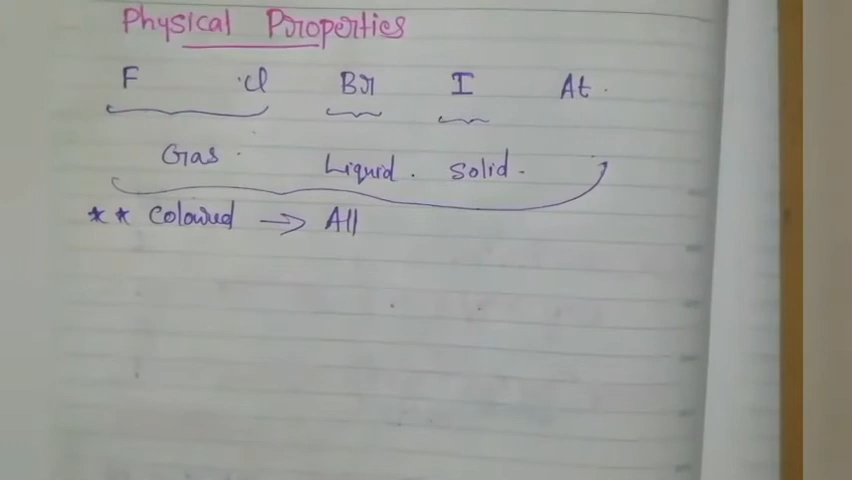 Physical Properties
F Cl Br I At.
Gas. Liquid. Solid.
** Coloured → All